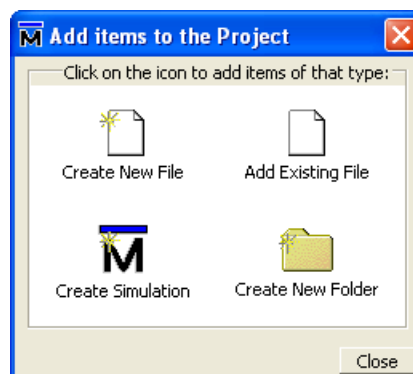 Add items to the Project
Click on the icon to add items of that type:
Create New File
Add Existing File
Create Simulation
Create New Folder
Close